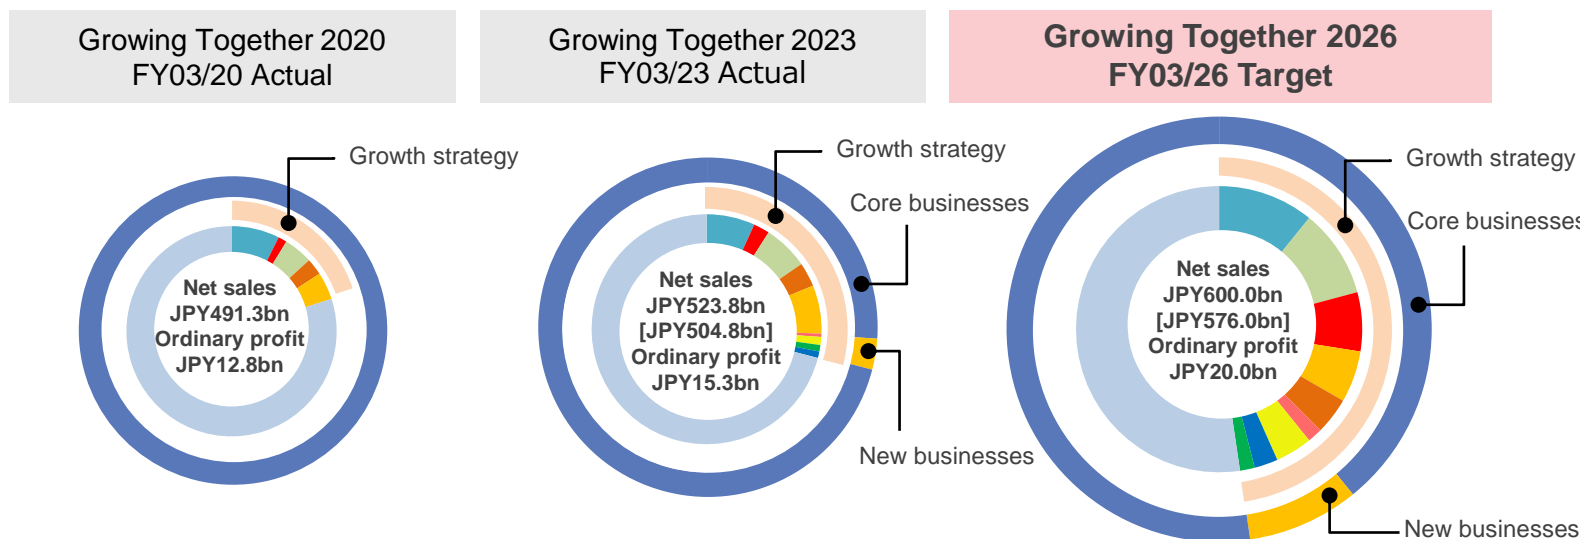 Growing Together 2020
FY03/20 Actual
Growing Together 2023
FY03/23 Actual
Growing Together 2026
FY03/26 Target
Growth strategy
Net sales
JPY491.3bn
Ordinary profit
JPY12.8bn
Growth strategy
Core businesses
Net sales
JPY523.8bn
[JPY504.8bn]
Ordinary profit
JPY15.3bn
New businesses
Growth strategy
Core businesses
Net sales
JPY600.0bn
[JPY576.0bn]
Ordinary profit
JPY20.0bn
New businesses